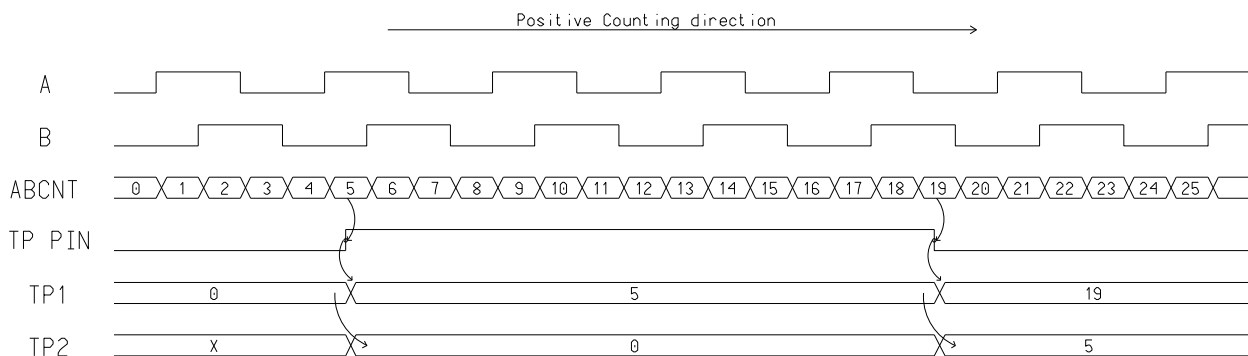 Positive Counting direction
A
B
ABCNT 0 1 2 3 4 5 6 7 8 9 10 11 12 13 14 15 16 17 18 19 20 21 22 23 24 25
TP PIN
TP1 0 5 19
TP2 X 0 5